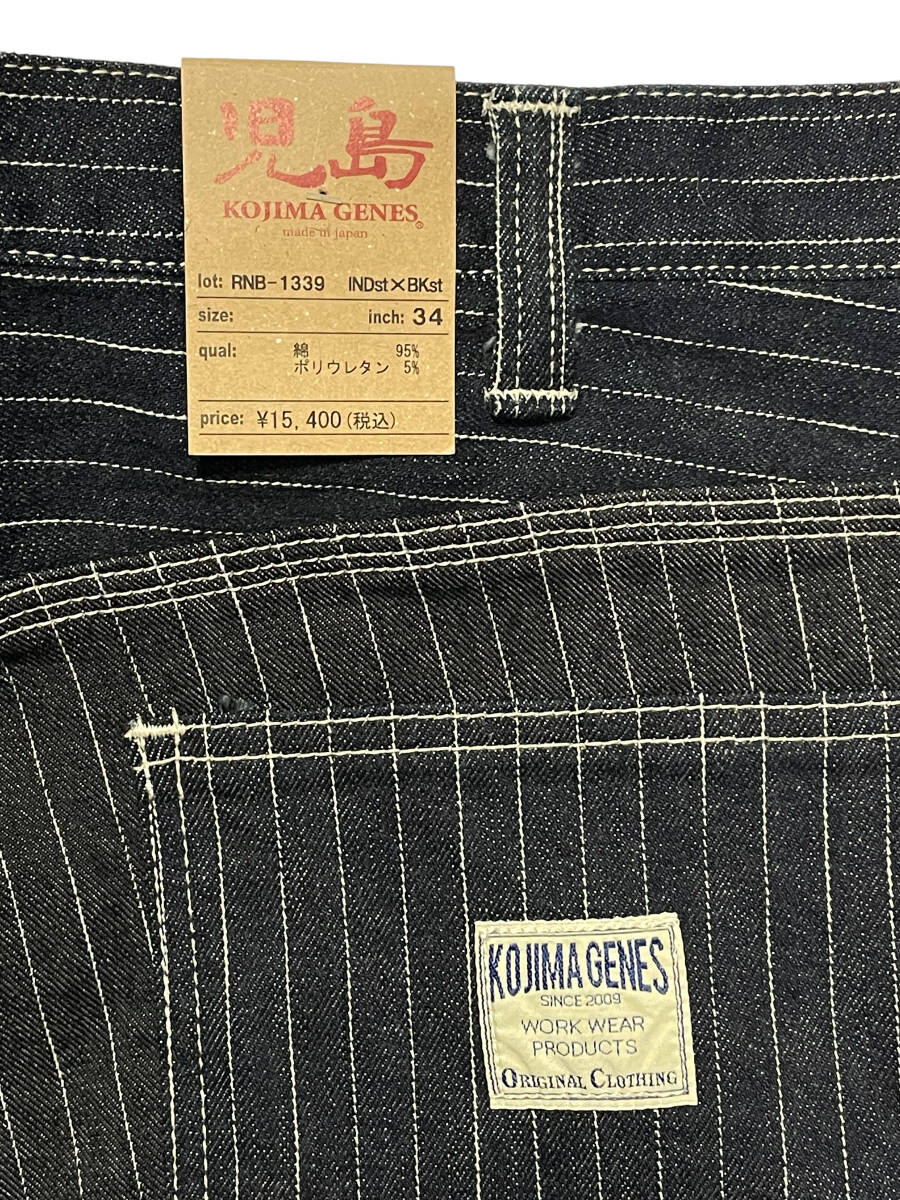 児島
KOJIMA GENES®
made in japan
lot: RNB-1339 INDst×BKst
size: inch: 34
qual: 綿 95%
ポリウレタン 5%
price: ¥15,400(税込)
KOJIMA GENES
SINCE 2009
WORK WEAR
PRODUCTS
ORIGINAL CLOTHING